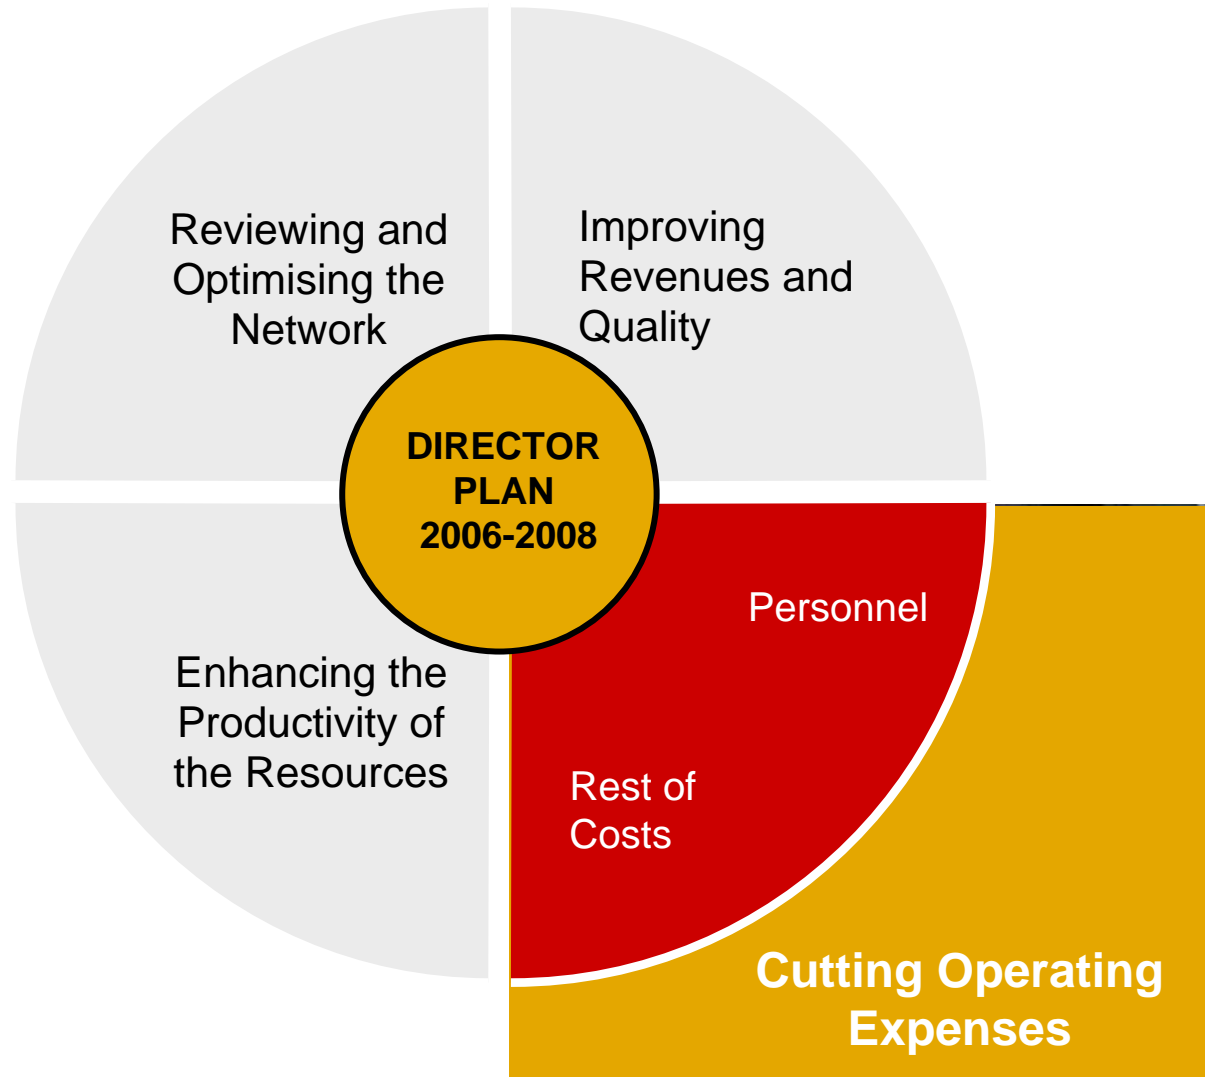 Reviewing and
Optimising the
Network
Improving
Revenues and
Quality
DIRECTOR
PLAN
2006-2008
Enhancing the
Productivity of
the Resources
Personnel
Rest of
Costs
Cutting Operating
Expenses